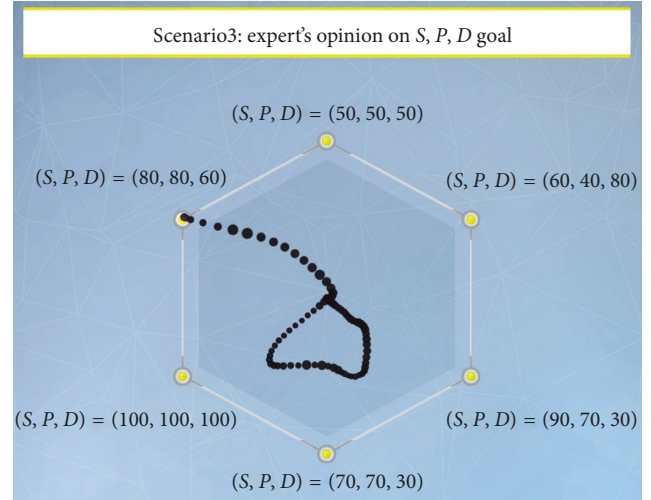 Scenario3: expert's opinion on S, P, D goal
(S, P, D) = (50, 50, 50)
(S, P, D) = (80, 80, 60)
(S, P, D) = (60, 40, 80)
(S, P, D) = (100, 100, 100)
(S, P, D) = (90, 70, 30)
(S, P, D) = (70, 70, 30)